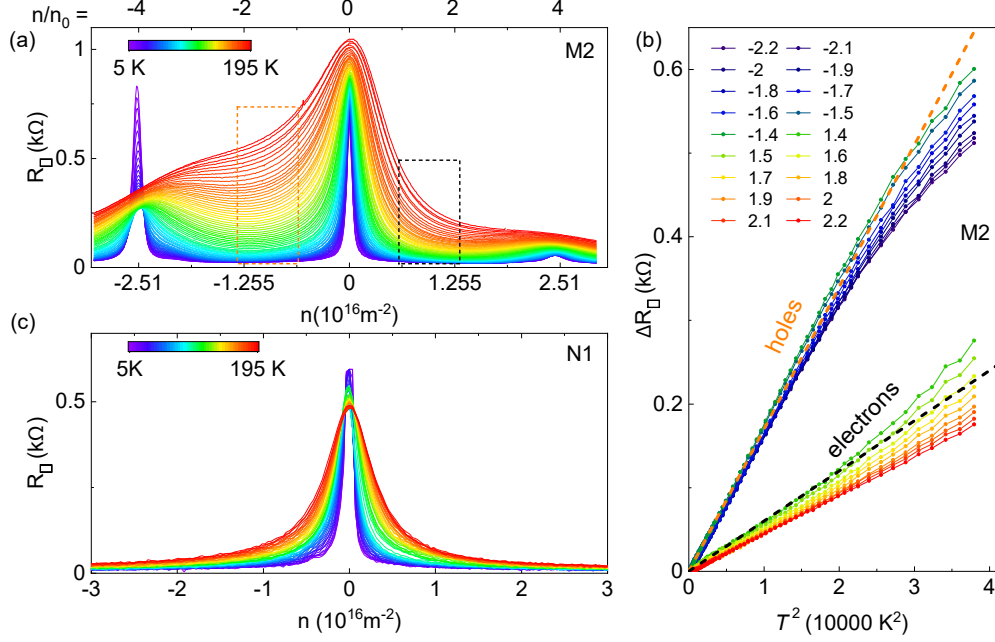 n/n₀ = -4 -2 0 2 4
(a)
M2
5 K 195 K
1
0.5
0
R□ (kΩ)
-2.51 -1.255 0 1.255 2.51
n(10¹⁶m⁻²)
(c)
N1
5K 195 K
0.5
0
R□ (kΩ)
-3 -2 -1 0 1 2 3
n (10¹⁶m⁻²)
(b)
-2.2 -2.1
-2 -1.9
-1.8 -1.7
-1.6 -1.5
-1.4 1.4
1.5 1.6
1.7 1.8
1.9 2
2.1 2.2
M2
holes
electrons
0.6
0.4
0.2
0
ΔR□ (kΩ)
0 1 2 3 4
T² (10000 K²)